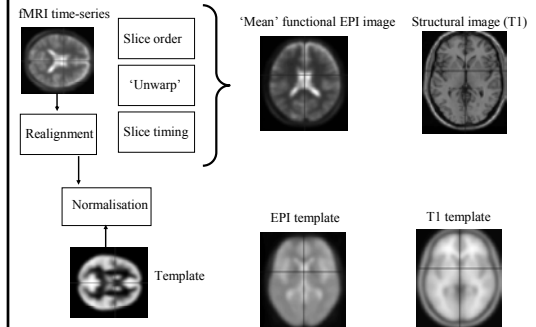 fMRI time-series
Slice order
‘Unwarp’
Slice timing
Realignment
Normalisation
Template
‘Mean’ functional EPI image
Structural image (T1)
EPI template
T1 template